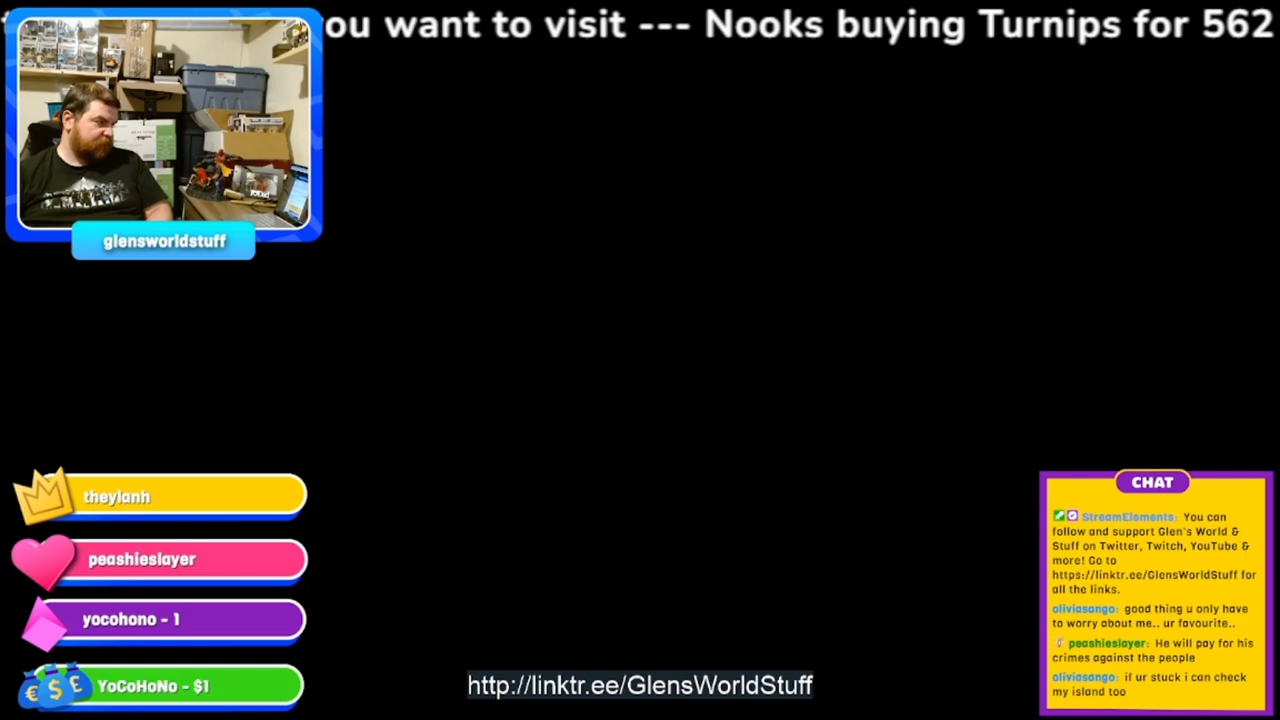 ou want to visit --- Nooks buying Turnips for 562
glensworldstuff
theylanh
peashieslayer
yocohono - 1
YoCoHoNo - $1
http://linktr.ee/GlensWorldStuff
CHAT
StreamElements: You can
follow and support Glen's World &
Stuff on Twitter, Twitch, YouTube &
more! Go to
https://linktr.ee/GlensWorldStuff for
all the links.
oliviasango: good thing u only have
to worry about me.. ur favourite..
peashieslayer: He will pay for his
crimes against the people
oliviasango: if ur stuck i can check
my island too